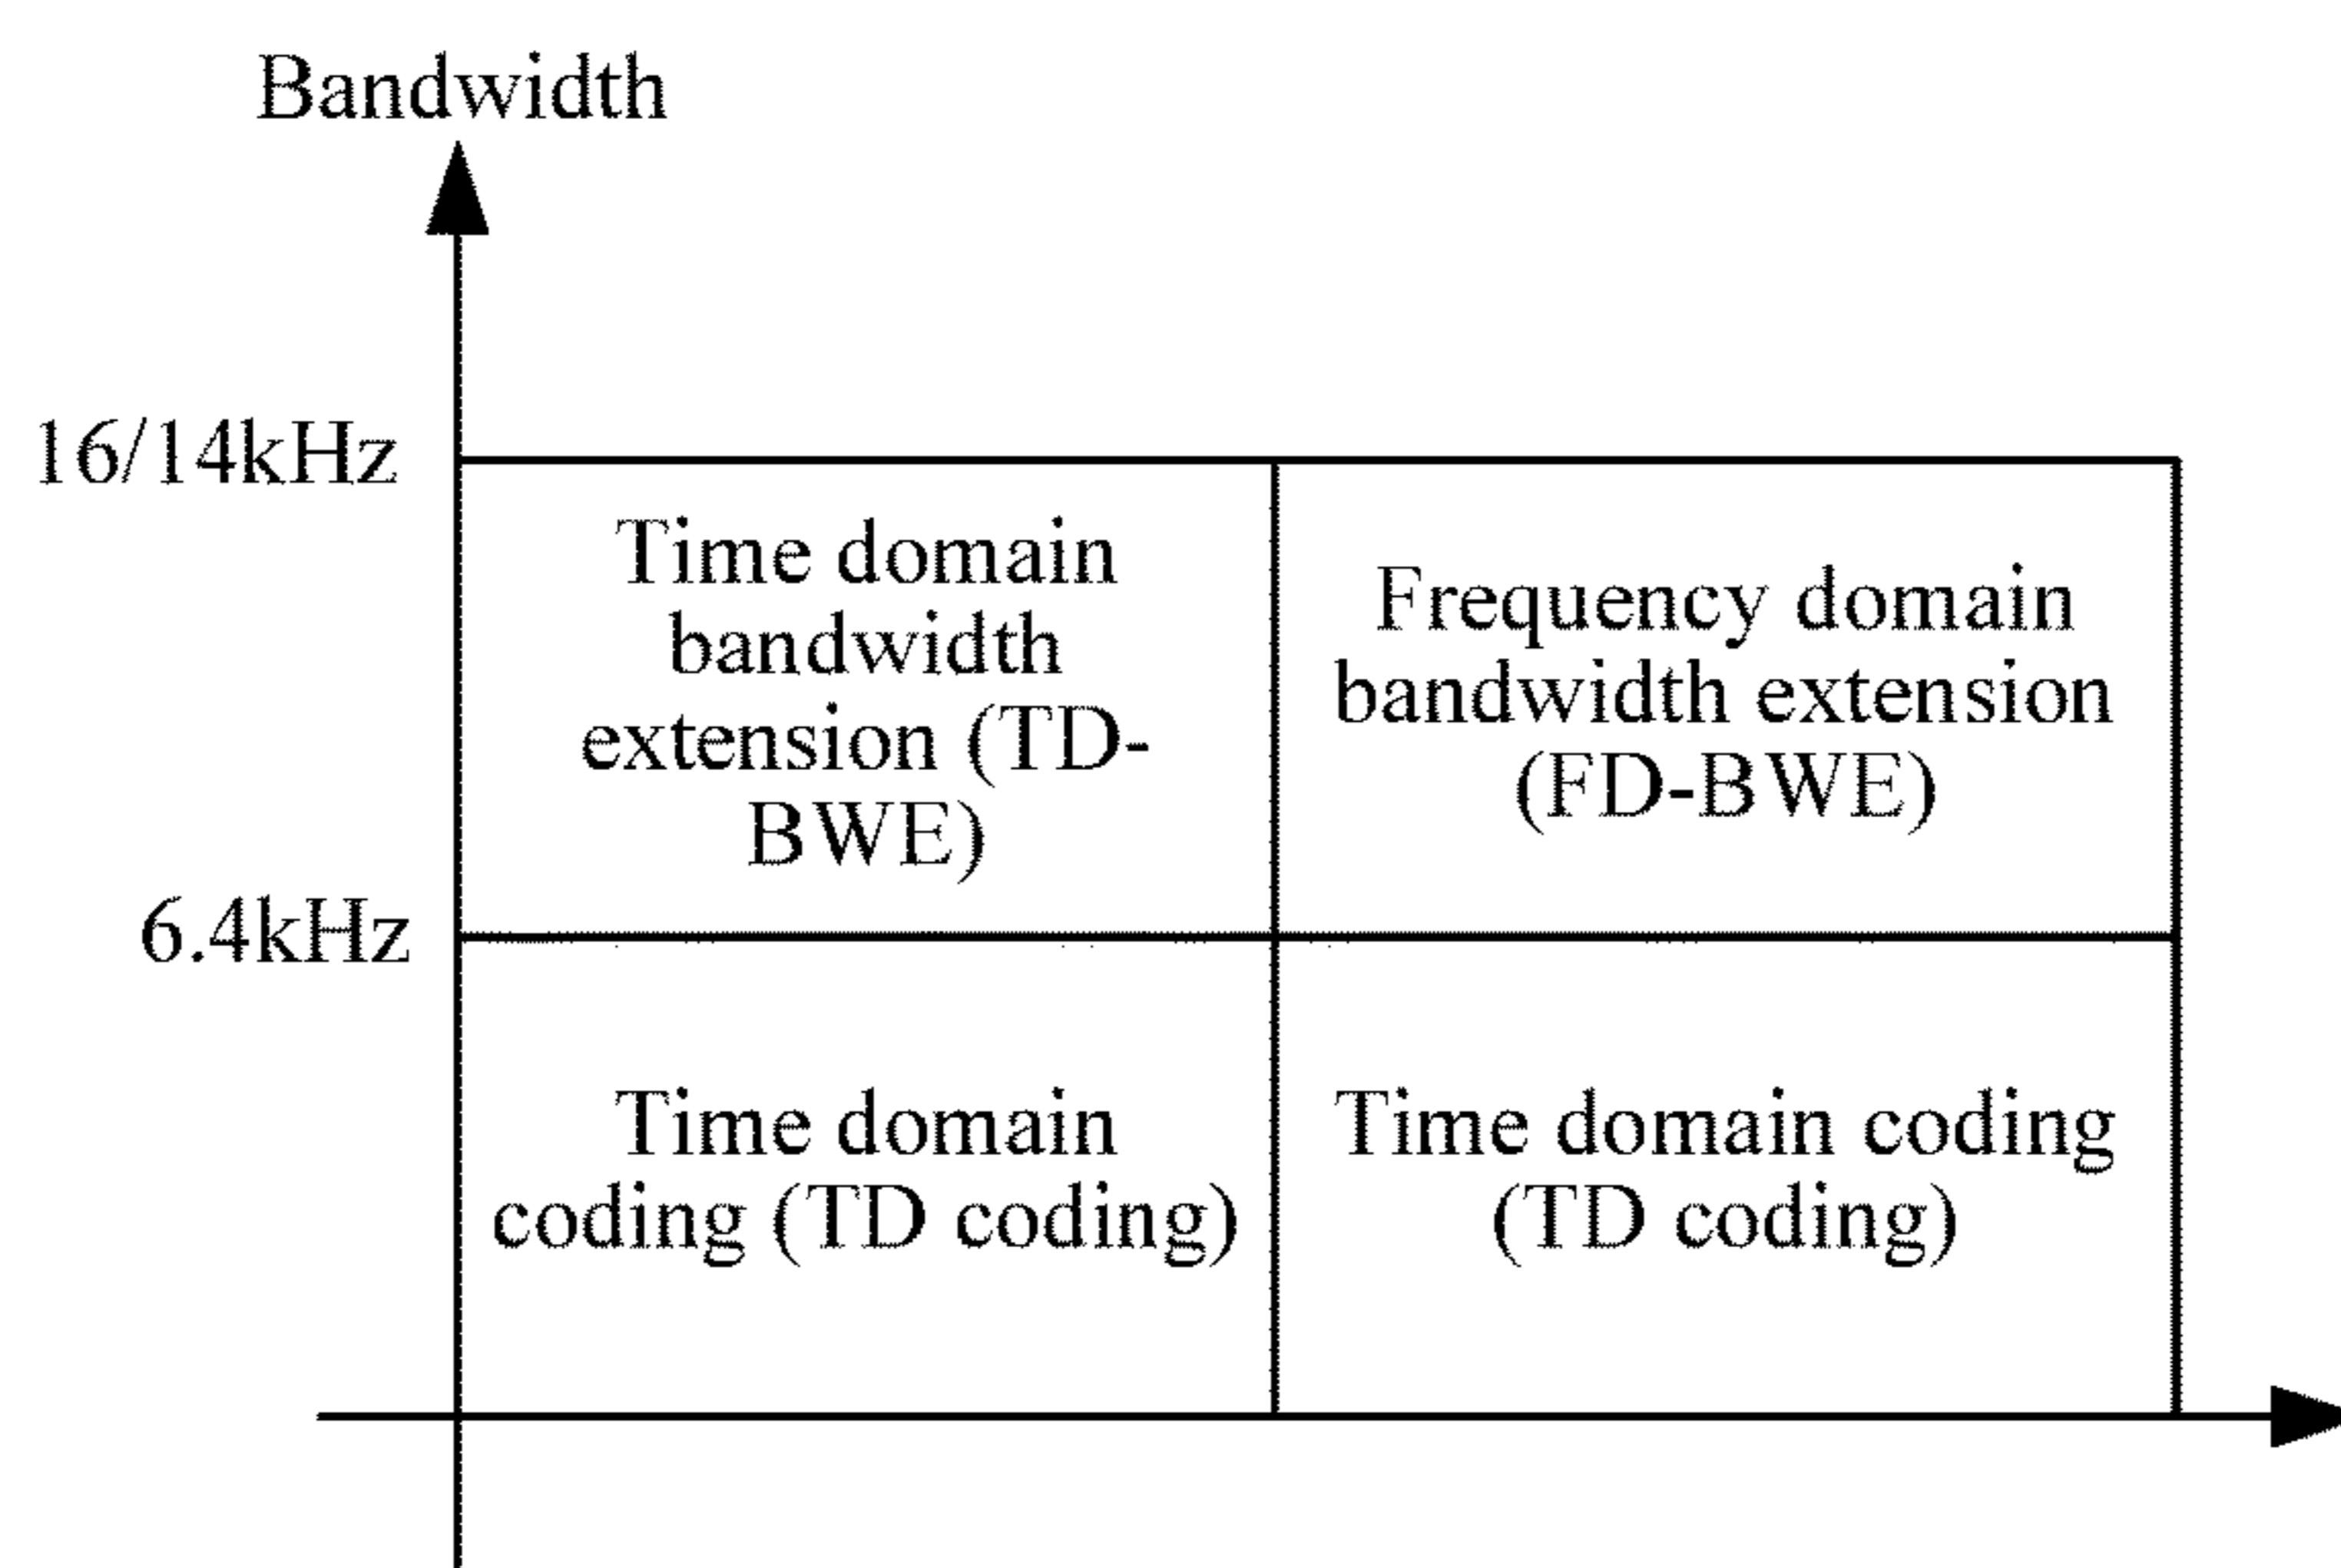 Bandwidth
16/14kHz
Time domain
bandwidth
extension (TD-
BWE)
Frequency domain
bandwidth extension
(FD-BWE)
6.4kHz
Time domain
coding (TD coding)
Time domain coding
(TD coding)